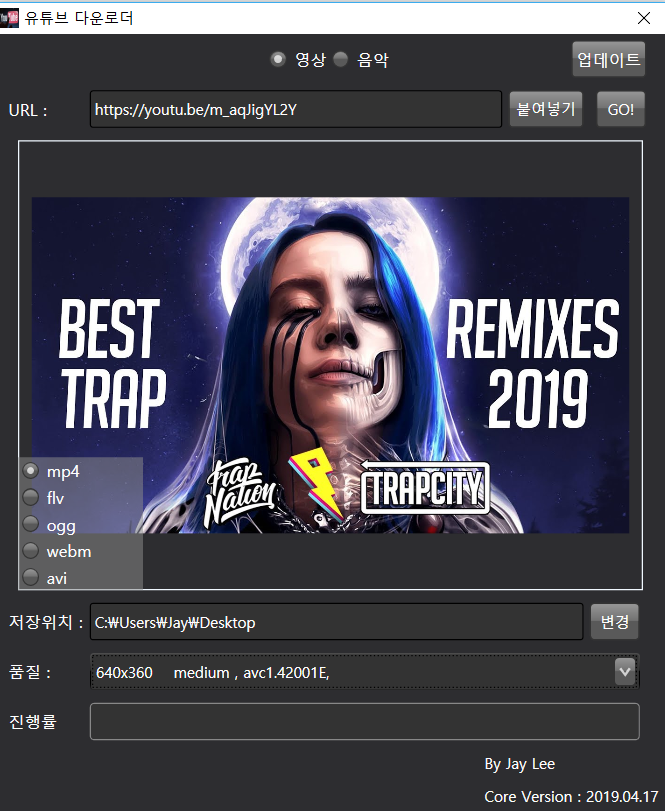 유튜브 다운로더
영상 음악 업데이트
URL : https://youtu.be/m_aqJigYL2Y 붙여넣기 GO!
BEST REMIXES
TRAP 2019
trap Nation TRAPCITY
mp4
flv
ogg
webm
avi
저장위치 : C:₩Users₩Jay₩Desktop 변경
품질 : 640x360 medium , avc1.42001E,
진행률
By Jay Lee
Core Version : 2019.04.17